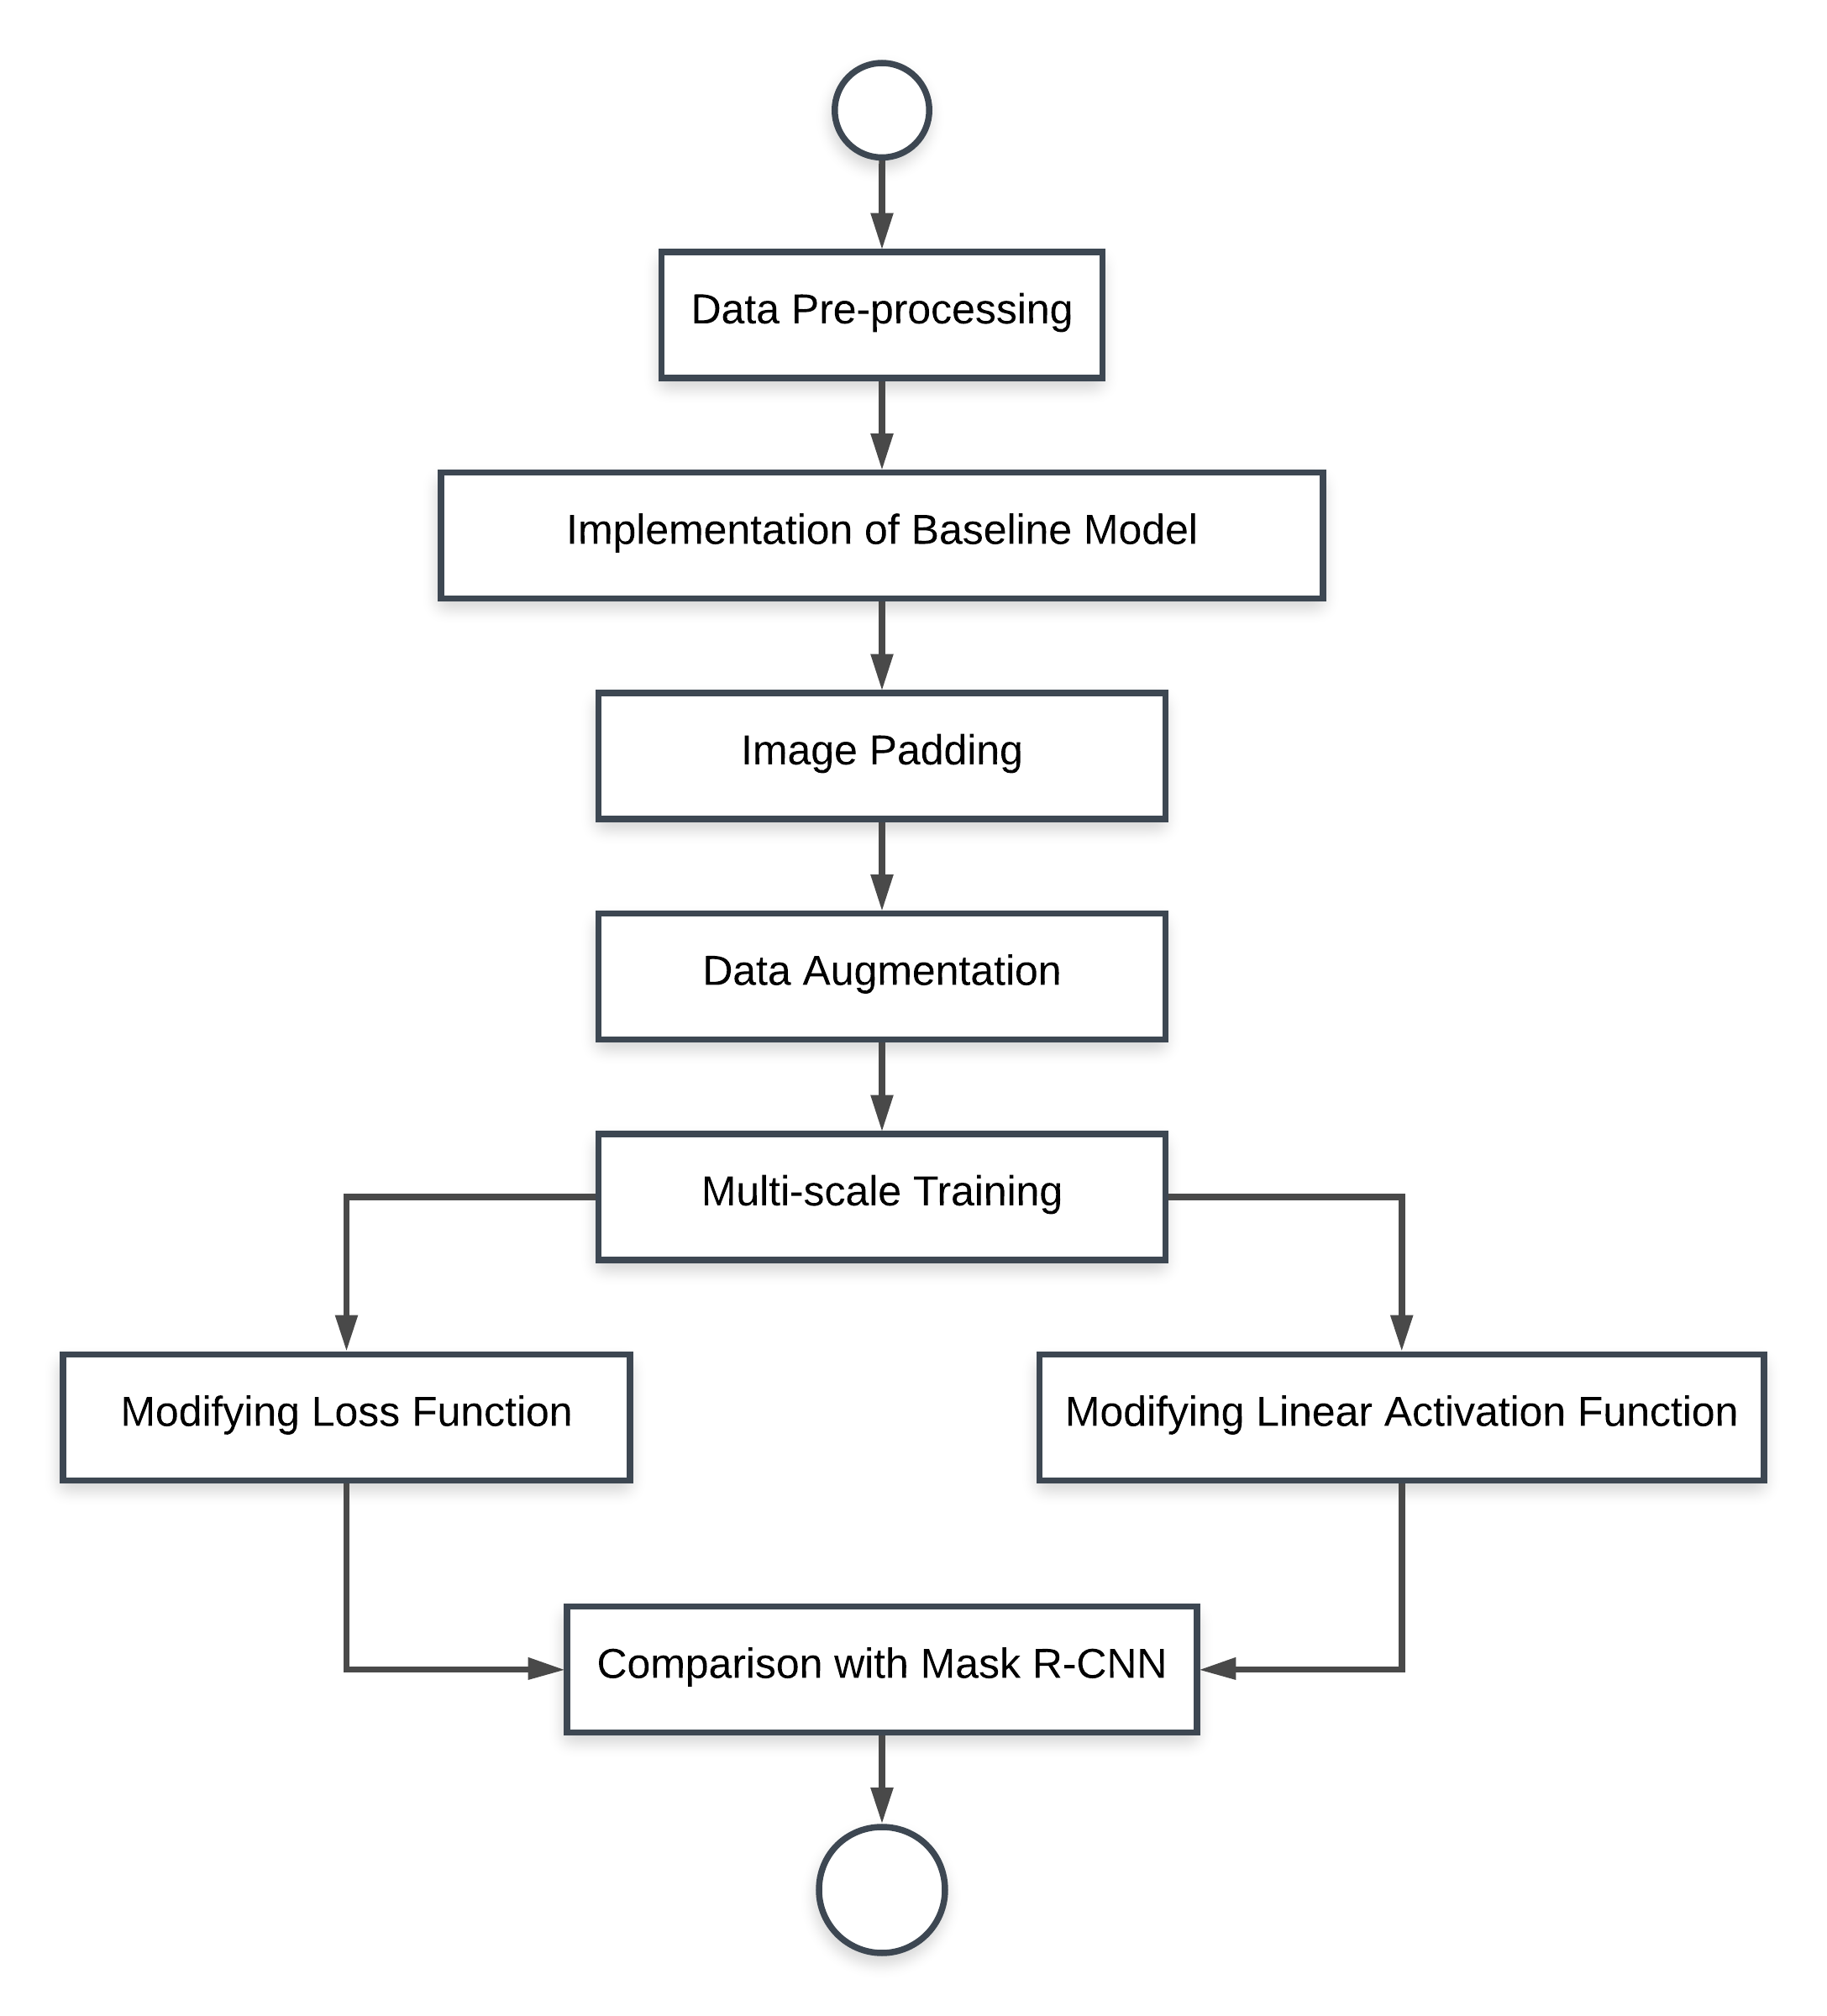 Data Pre-processing
Implementation of Baseline Model
Image Padding
Data Augmentation
Multi-scale Training
Modifying Loss Function
Modifying Linear Activation Function
Comparison with Mask R-CNN